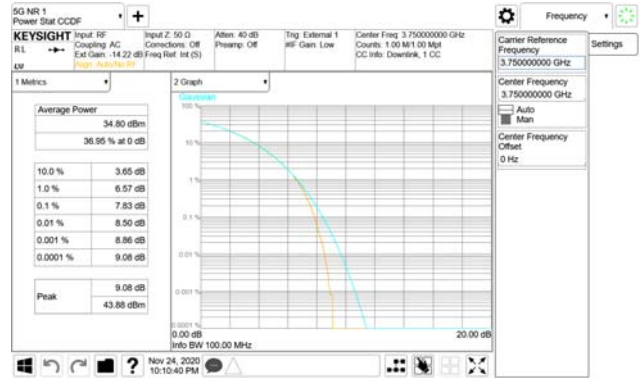 5G NR 1
Power Stat CCDF
Frequency
KEYSIGHT
RL
Input: RF
Coupling: AC
Ext Gain: -14.22 dB
Align: Auto/No RF
Input Z: 50 Ω
Corrections: Off
Freq Ref: Int (S)
Atten: 40 dB
Preamp: Off
Trig: External 1
#IF Gain: Low
Center Freq: 3.750000000 GHz
Counts: 1.00 M/1.00 Mpt
CC Info: Downlink, 1 CC
Carrier Reference
Frequency
3.750000000 GHz
Settings
Center Frequency
3.750000000 GHz
Auto
Man
Center Frequency
Offset
0 Hz
1 Metrics
Average Power
34.80 dBm
36.95 % at 0 dB
10.0 % 3.65 dB
1.0 % 6.57 dB
0.1 % 7.83 dB
0.01 % 8.50 dB
0.001 % 8.86 dB
0.0001 % 9.08 dB
Peak
9.08 dB
43.88 dBm
2 Graph
Gaussian
100 %
10 %
1 %
0.1 %
0.01 %
0.001 %
0.0001 %
0.00 dB
20.00 dB
Info BW 100.00 MHz
?
Nov 24, 2020
10:10:40 PM